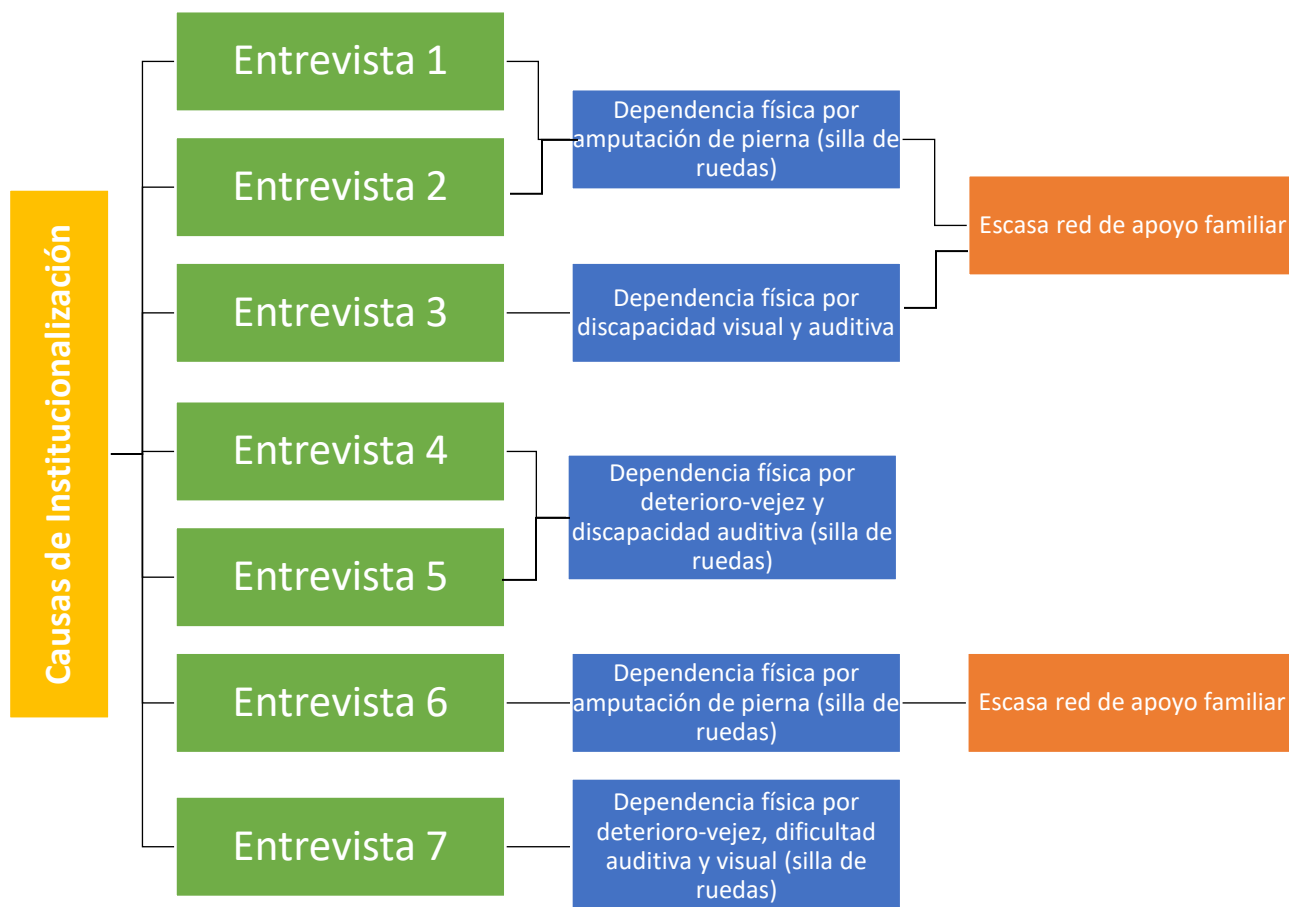 Causas de Institucionalización
Entrevista 1
Entrevista 2
Entrevista 3
Entrevista 4
Entrevista 5
Entrevista 6
Entrevista 7
Dependencia física por
amputación de pierna (silla de
ruedas)
Dependencia física por
discapacidad visual y auditiva
Dependencia física por
deterioro-vejez y
discapacidad auditiva (silla de
ruedas)
Dependencia física por
amputación de pierna (silla de
ruedas)
Dependencia física por
deterioro-vejez, dificultad
auditiva y visual (silla de
ruedas)
Escasa red de apoyo familiar
Escasa red de apoyo familiar